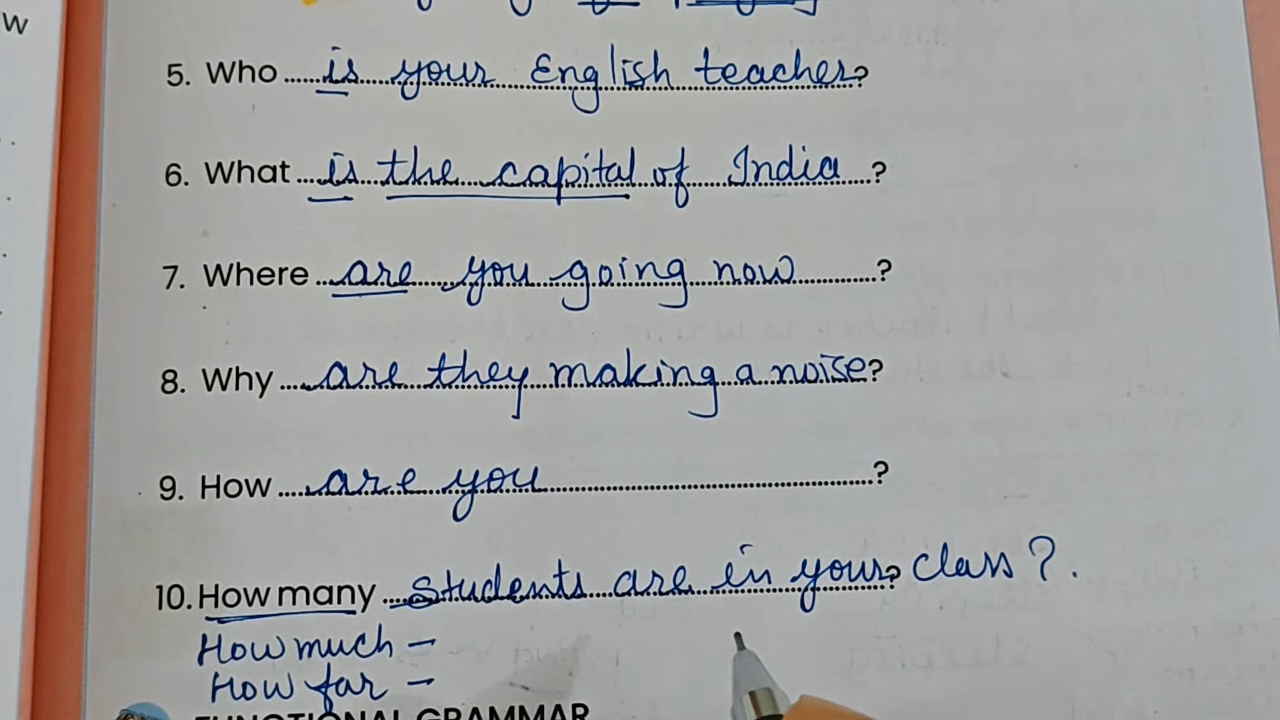 W
5. Who is your English teacher?
6. What is the capital of India ?
7. Where are you going now ?
8. Why are they making a noise?
9. How are you ?
10. How many students are in your? class ?.
How much -
How far -
FUNCTIONAL GRAMMAR